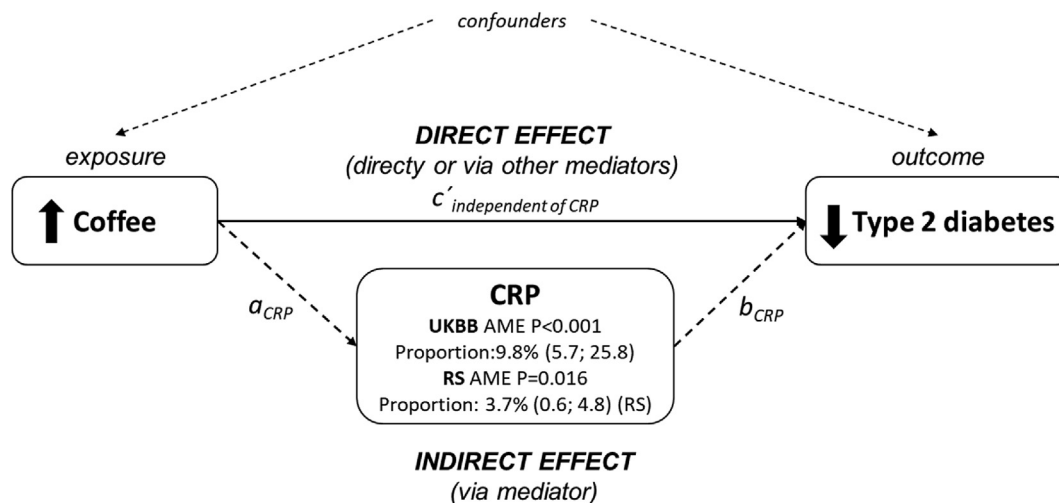 confounders
DIRECT EFFECT
(directy or via other mediators)
c´independent of CRP
exposure
Coffee
outcome
Type 2 diabetes
aCRP
CRP
UKBB AME P<0.001
Proportion:9.8% (5.7; 25.8)
RS AME P=0.016
Proportion: 3.7% (0.6; 4.8) (RS)
bCRP
INDIRECT EFFECT
(via mediator)